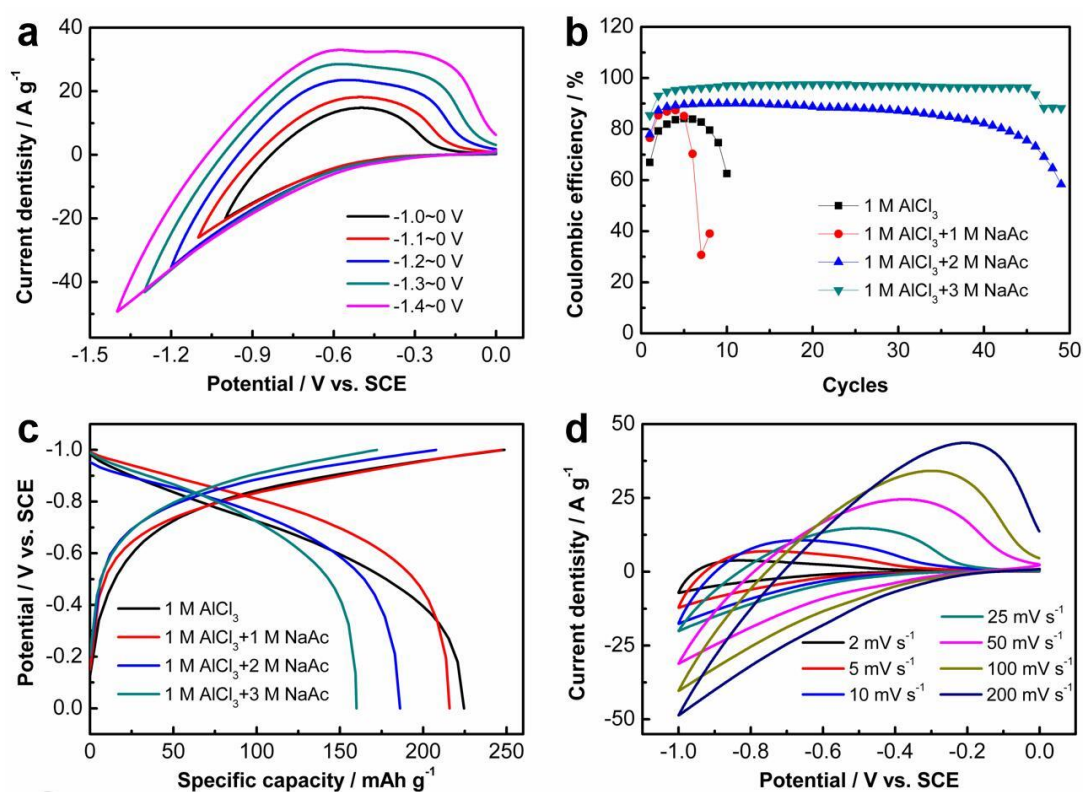 a
Current dentisity / A g⁻¹
40
20
0
-20
-40
-1.5 -1.2 -0.9 -0.6 -0.3 0.0
Potential / V vs. SCE
-1.0~0 V
-1.1~0 V
-1.2~0 V
-1.3~0 V
-1.4~0 V
b
Coulombic efficiency / %
120
100
80
60
40
20
0
0 10 20 30 40 50
Cycles
1 M AlCl₃
1 M AlCl₃+1 M NaAc
1 M AlCl₃+2 M NaAc
1 M AlCl₃+3 M NaAc
c
Potential / V vs. SCE
-1.0
-0.8
-0.6
-0.4
-0.2
0.0
0 50 100 150 200 250
Specific capacity / mAh g⁻¹
1 M AlCl₃
1 M AlCl₃+1 M NaAc
1 M AlCl₃+2 M NaAc
1 M AlCl₃+3 M NaAc
d
Current dentisity / A g⁻¹
50
25
0
-25
-50
-1.0 -0.8 -0.6 -0.4 -0.2 0.0
Potential / V vs. SCE
2 mV s⁻¹
5 mV s⁻¹
10 mV s⁻¹
25 mV s⁻¹
50 mV s⁻¹
100 mV s⁻¹
200 mV s⁻¹